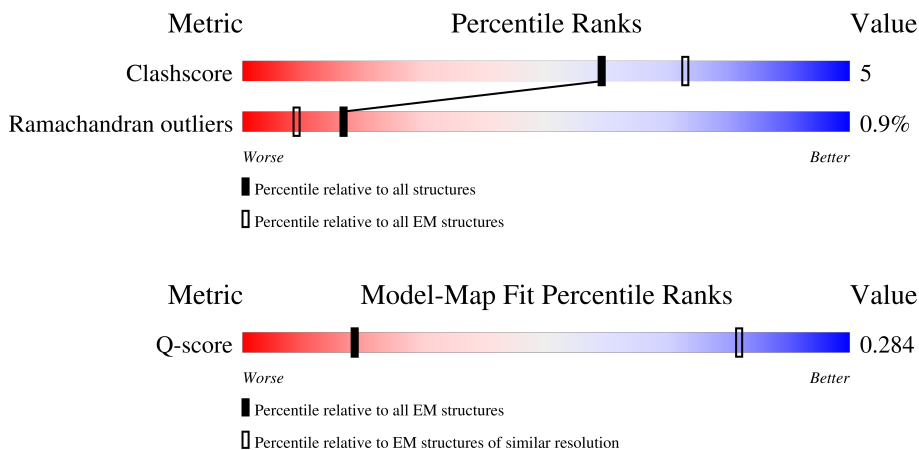 Metric Percentile Ranks Value
Clashscore 5
Ramachandran outliers 0.9%
Worse Better
Percentile relative to all structures
Percentile relative to all EM structures
Metric Model-Map Fit Percentile Ranks Value
Q-score 0.284
Worse Better
Percentile relative to all EM structures
Percentile relative to EM structures of similar resolution